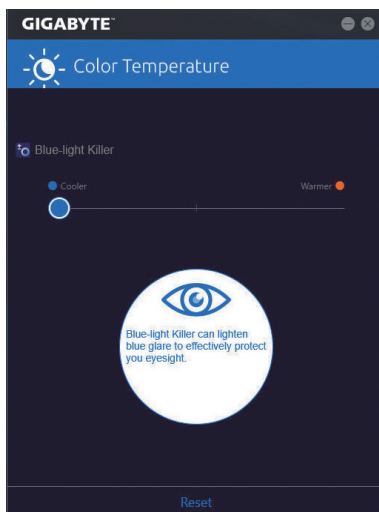 GIGABYTE™
Color Temperature
Blue-light Killer
Cooler
Warmer
Blue-light Killer can lighten
blue glare to effectively protect
you eyesight.
Reset